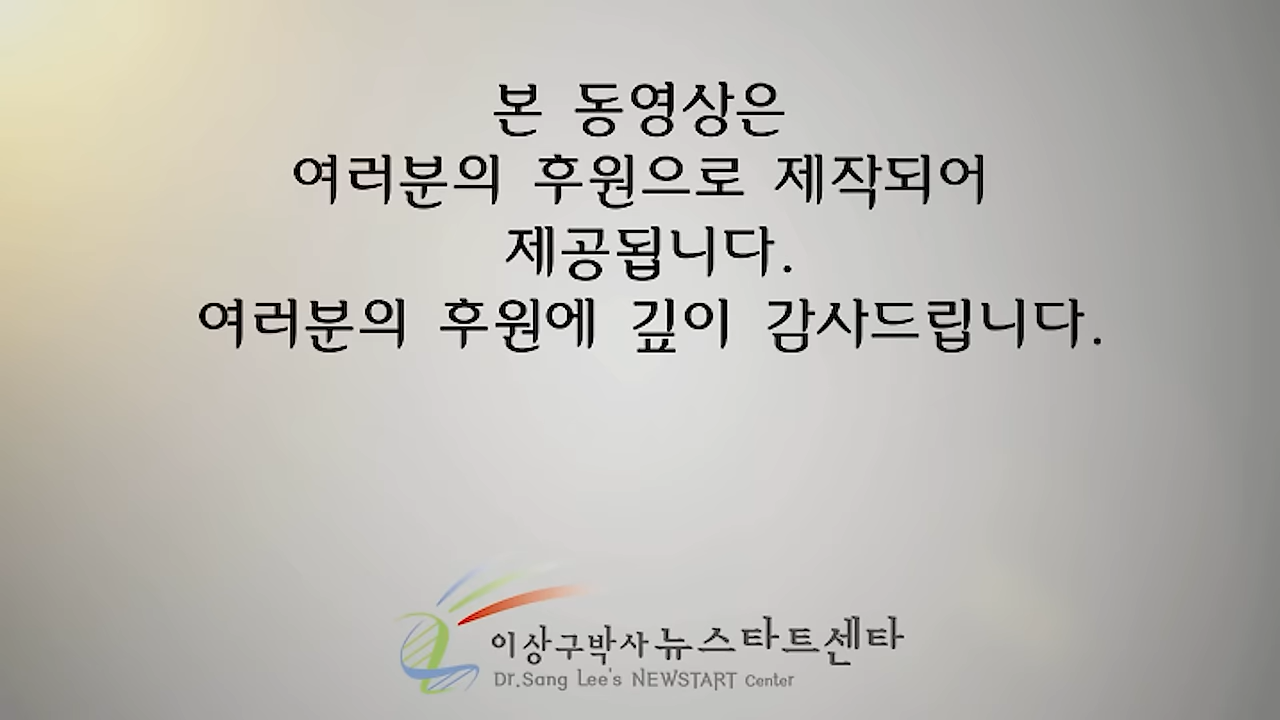 본 동영상은
여러분의 후원으로 제작되어
제공됩니다.
여러분의 후원에 깊이 감사드립니다.
이상구박사뉴스타트센타
Dr.Sang Lee's NEWSTART Center